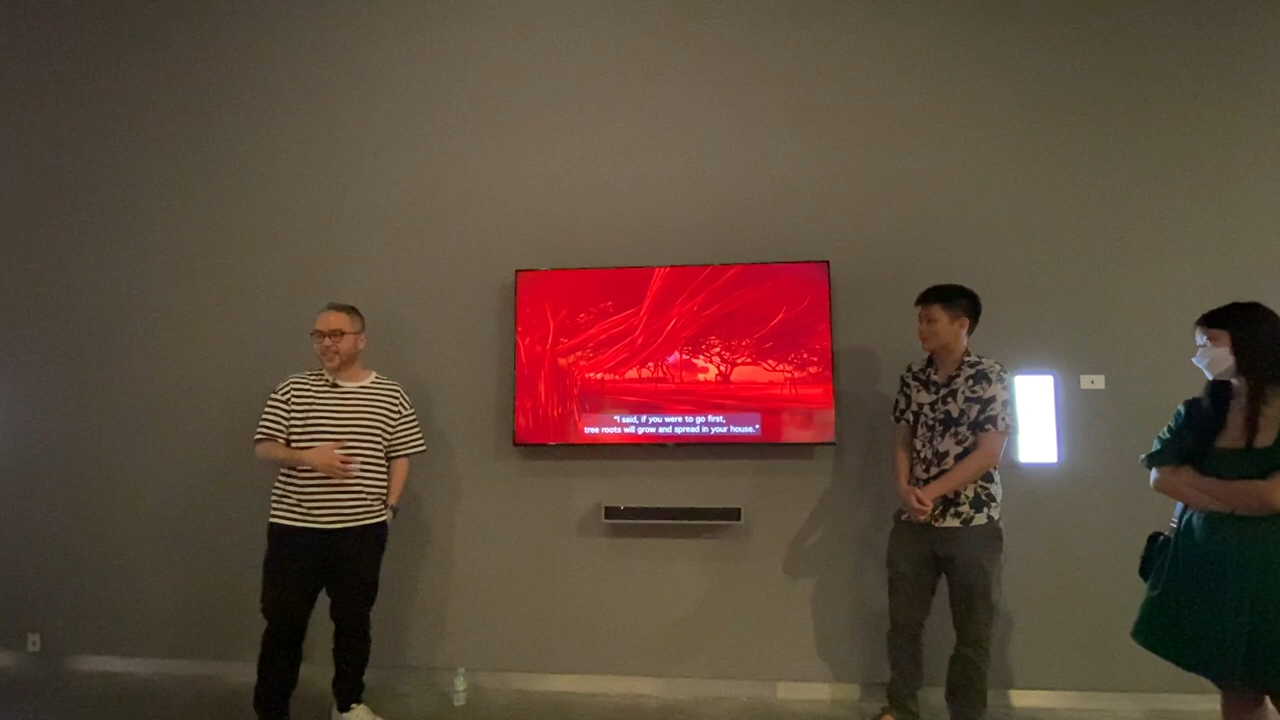 “I said, if you were to go first,
tree roots will grow and spread in your house.”